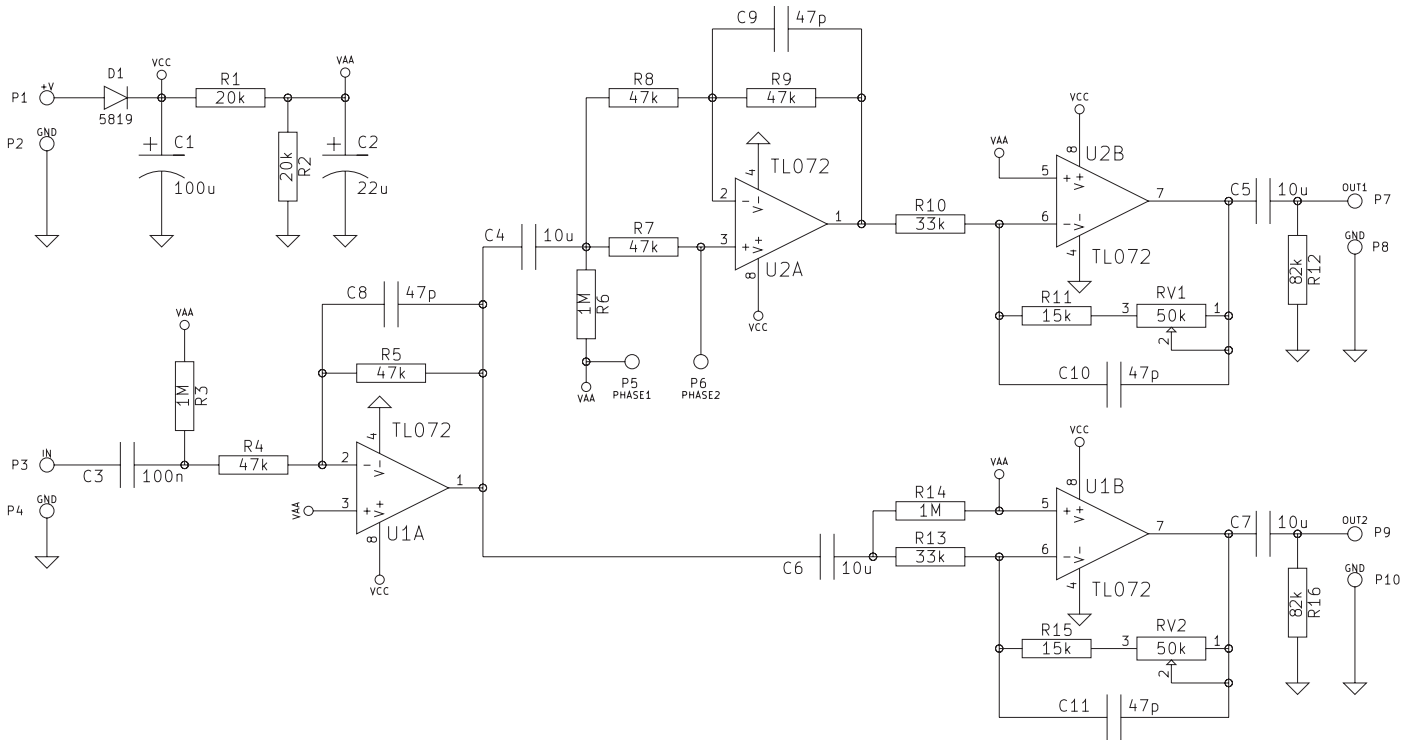 C9 47p
VCC VAA
D1 R1 R8 R9
P1 +V 20k 47k 47k
5819
VCC
P2 GND
C1 20k R2 C2
100u 22u
VAA
8 U2B
4 TL072
5 + V+ 7
C5 10u OUT1 P7
2 - V-
R10 6 - V-
33k
1
C4 10u R7
47k 3 + V+
8 U2A
4 TL072
GND P8
82k R12
C8 47p
1M R6
VCC
R11 3 RV1 1
15k 50k
2
VAA
R5
47k
P5 PHASE1
P6 PHASE2
VAA
C10 47p
1M R3
4 TL072
VCC
P3 IN
C3 100n
R4
47k
2 - V-
1
VAA 3 + V+
8 U1A
VCC
P4 GND
VAA
8 U1B
R14
1M
5 + V+
7
C7 10u OUT2 P9
R13
33k
6 - V-
C6 10u
4 TL072
GND P10
82k R16
R15 3 RV2 1
15k 50k
2
C11 47p